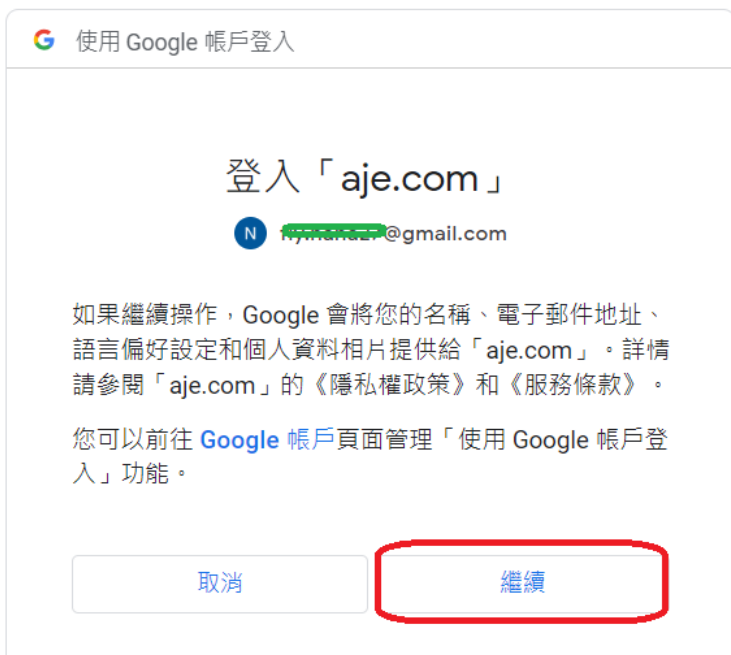 使用 Google 帳戶登入
登入「aje.com」
N @gmail.com
如果繼續操作，Google 會將您的名稱、電子郵件地址、
語言偏好設定和個人資料相片提供給「aje.com」。詳情
請參閱「aje.com」的《隱私權政策》和《服務條款》。
您可以前往 Google 帳戶頁面管理「使用 Google 帳戶登
入」功能。
取消 繼續